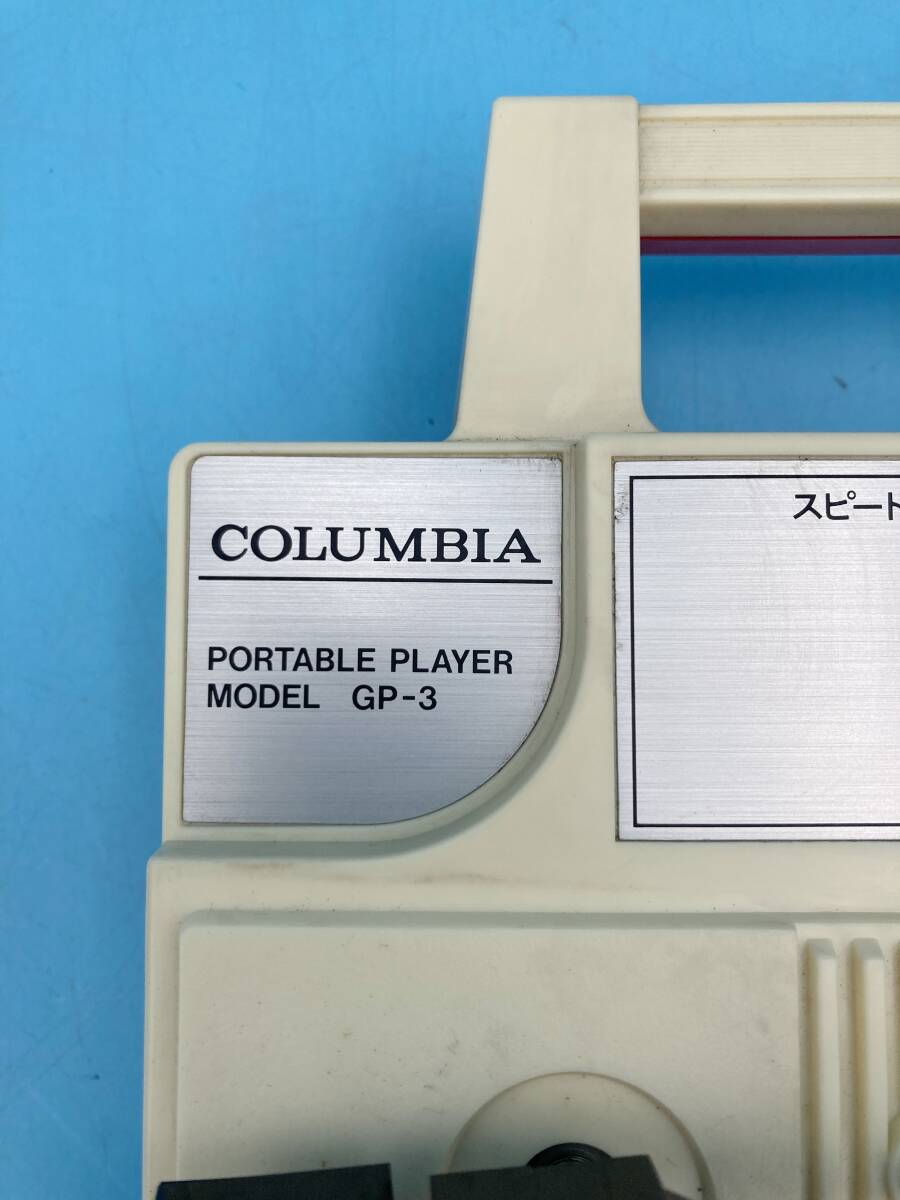 COLUMBIA
PORTABLE PLAYER
MODEL GP-3
スピート